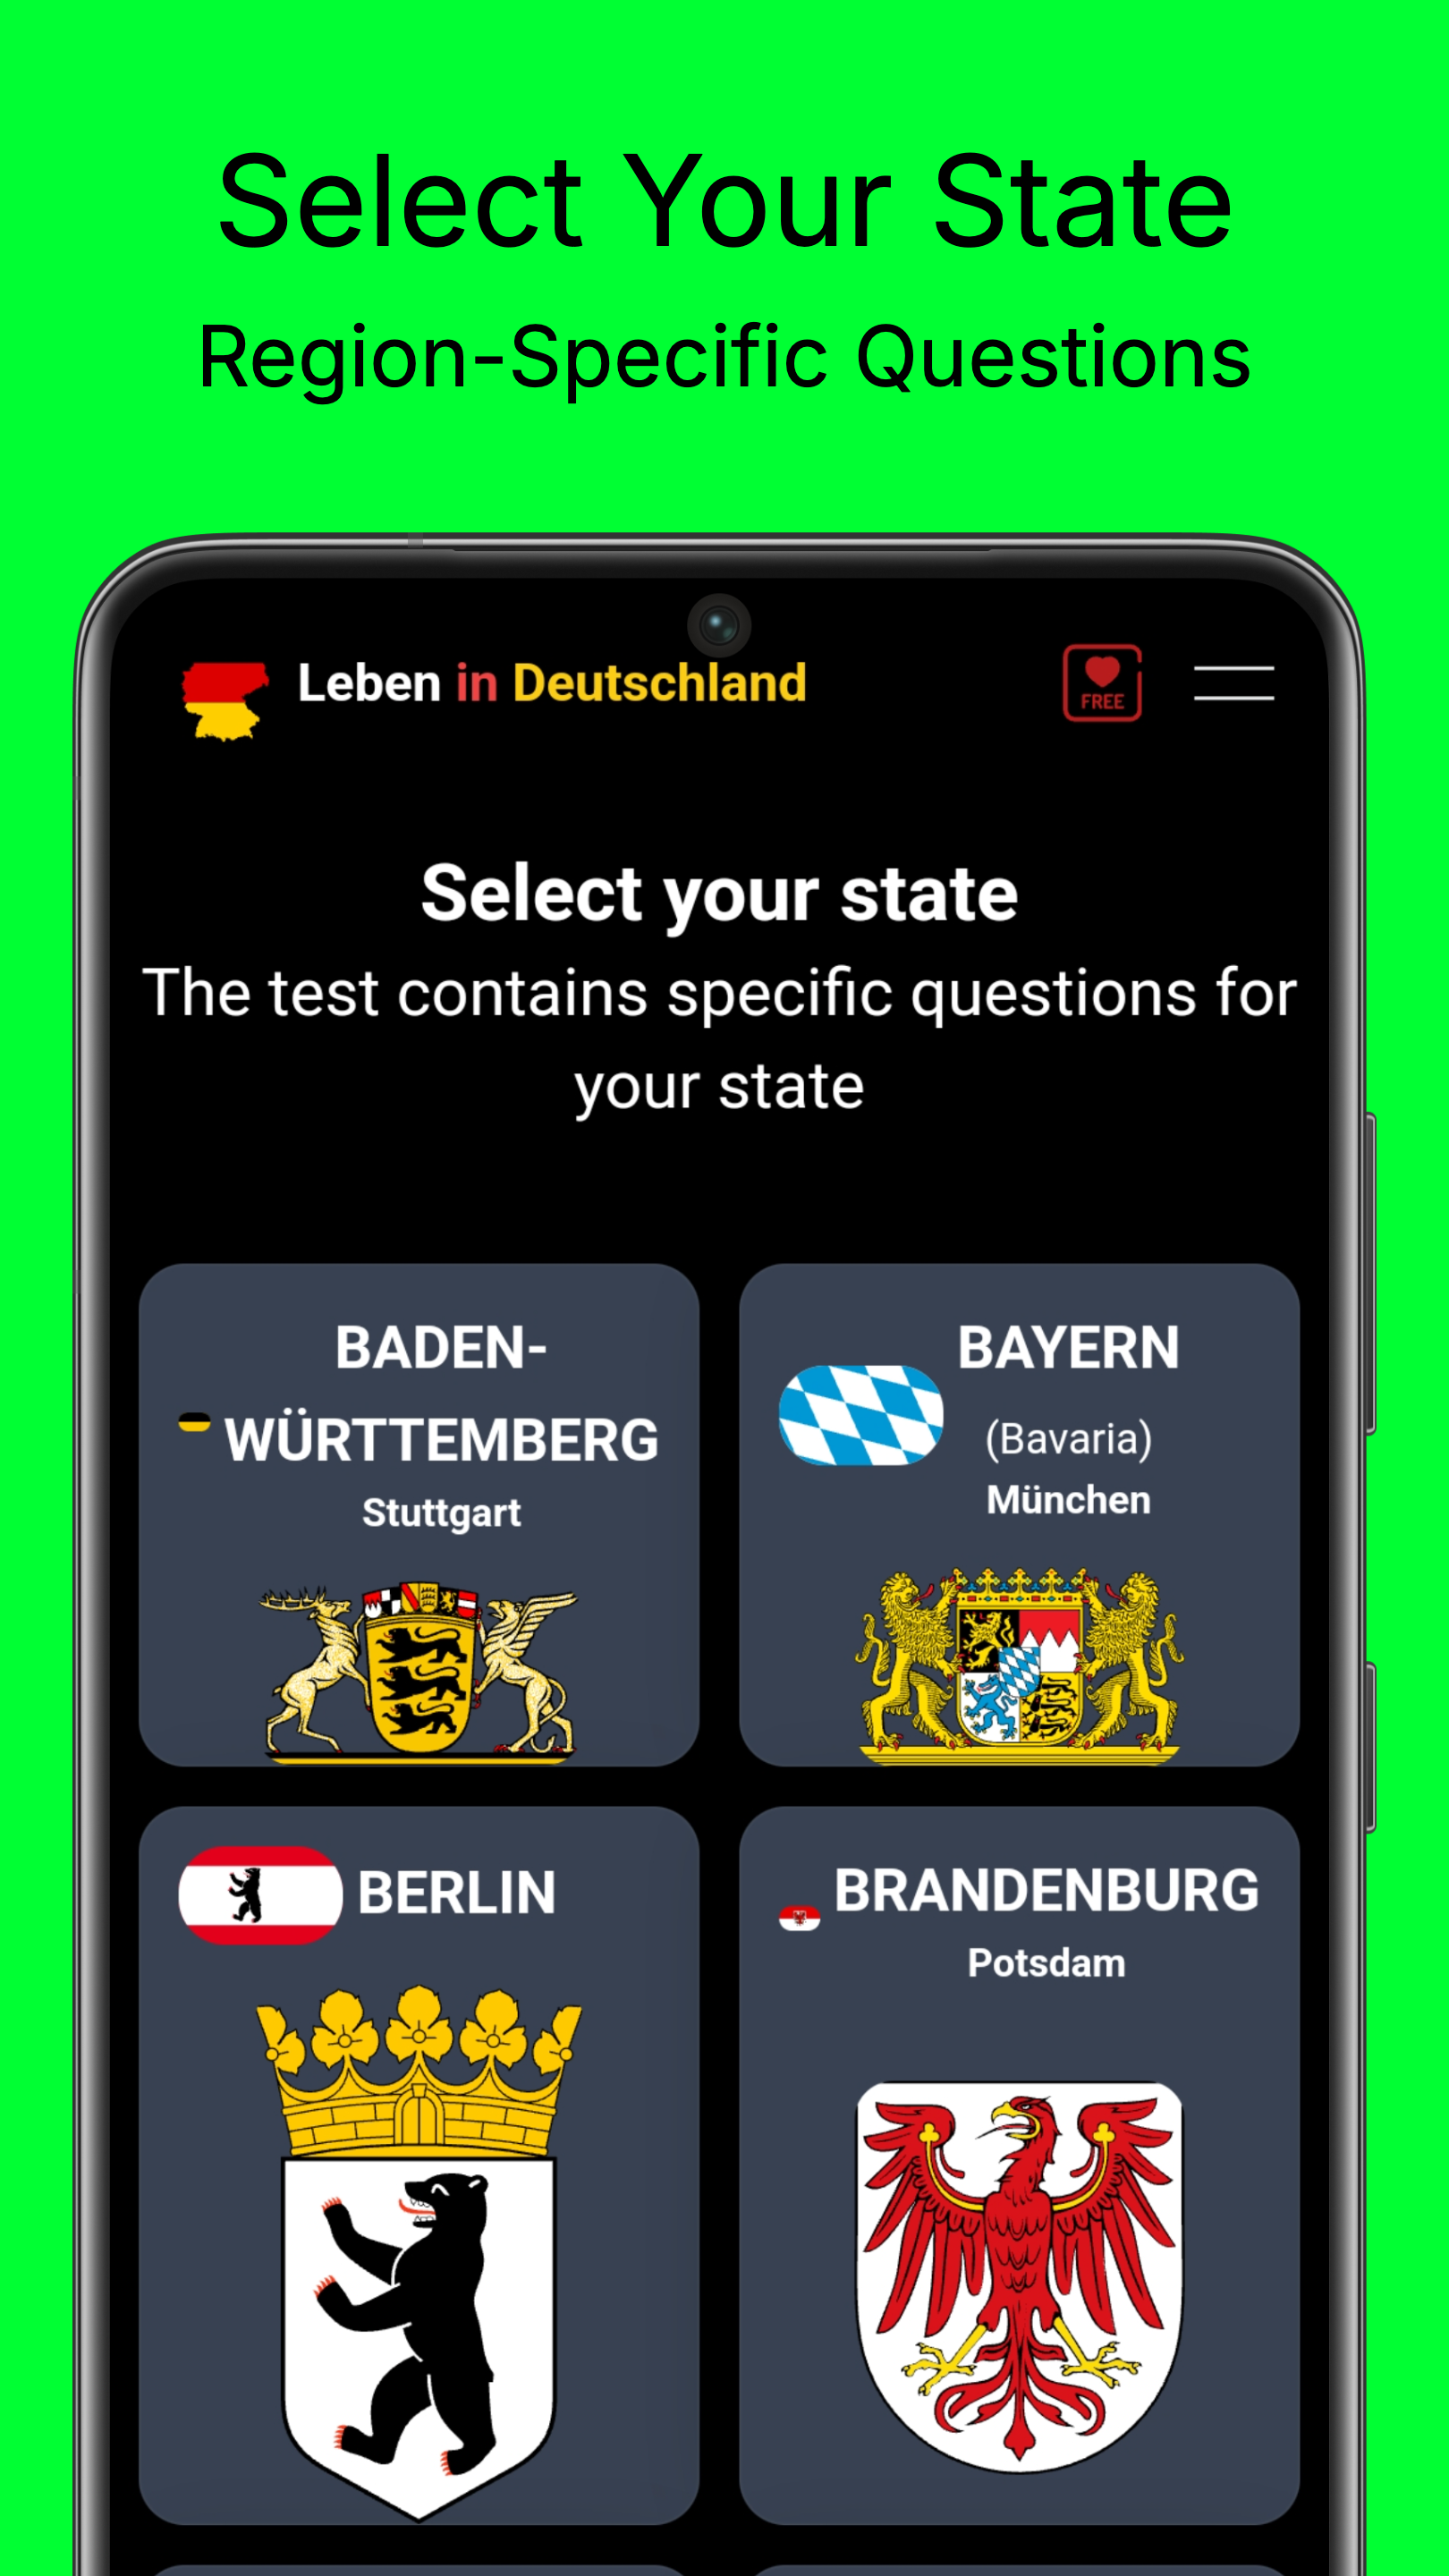 Select Your State
Region-Specific Questions
Leben in Deutschland
FREE
Select your state
The test contains specific questions for
your state
BADEN-
WÜRTTEMBERG
Stuttgart
BAYERN
(Bavaria)
München
BERLIN
BRANDENBURG
Potsdam